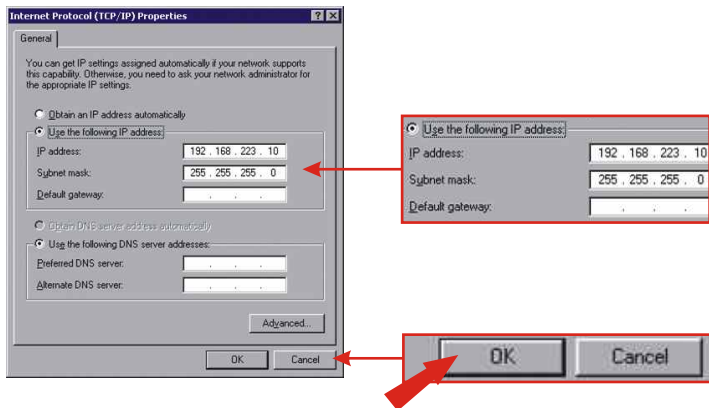 Internet Protocol (TCP/IP) Properties
General
You can get IP settings assigned automatically if your network supports
this capability. Otherwise, you need to ask your network administrator for
the appropriate IP settings.
Obtain an IP address automatically
Use the following IP address:
IP address: 192 . 168 . 223 . 10
Subnet mask: 255 . 255 . 255 . 0
Default gateway: . . .
Obtain DNS server address automatically
Use the following DNS server addresses:
Preferred DNS server: . . .
Alternate DNS server: . . .
Advanced...
OK Cancel
Use the following IP address:
IP address: 192 . 168 . 223 . 10
Subnet mask: 255 . 255 . 255 . 0
Default gateway: . . .
OK Cancel